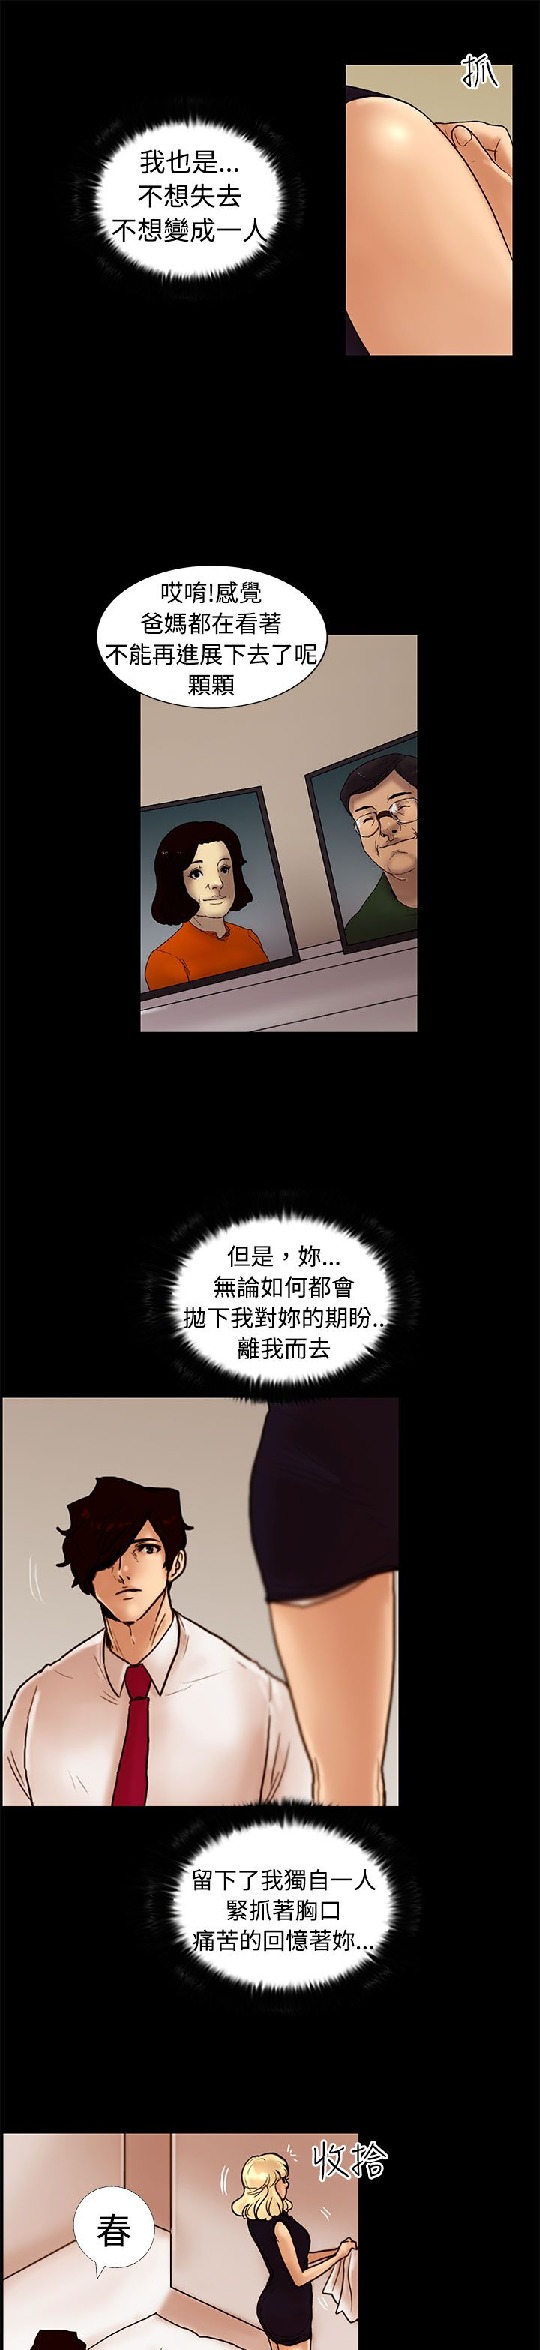 抓
我也是...
不想失去
不想變成一人
哎唷!感覺
爸媽都在看著
不能再進展下去了呢
顆顆
但是，妳...
無論如何都會
拋下我對妳的期盼...
離我而去
留下了我獨自一人
緊抓著胸口
痛苦的回憶著妳...
收拾
春